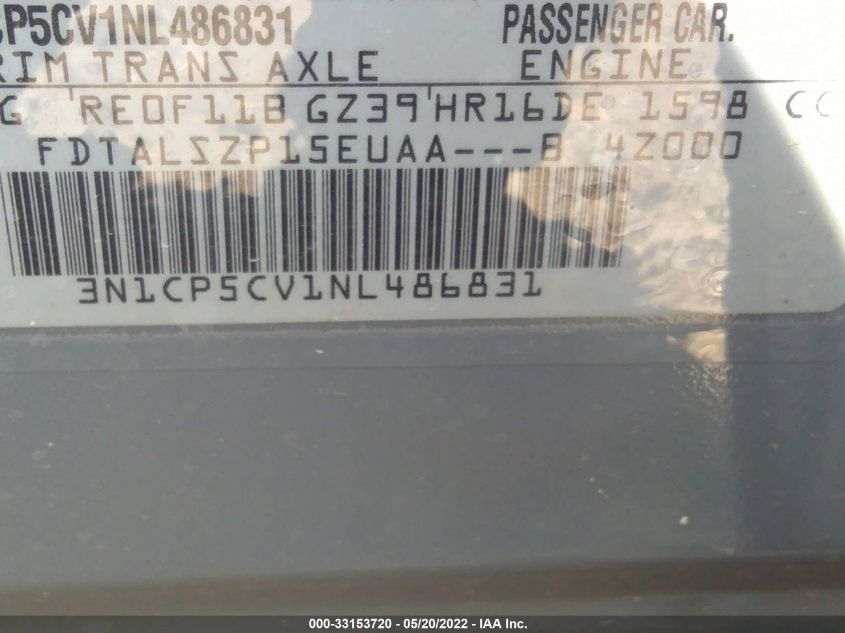 CP5CV1NL486831 PASSENGER CAR.
RIM TRANS AXLE ENGINE
G RE0F11B GZ39 HR16DE 1598 CC
FDTALSZP15EUAA---B 4Z000
3N1CP5CV1NL486831
000-33153720 — 05/20/2022 — IAA Inc.